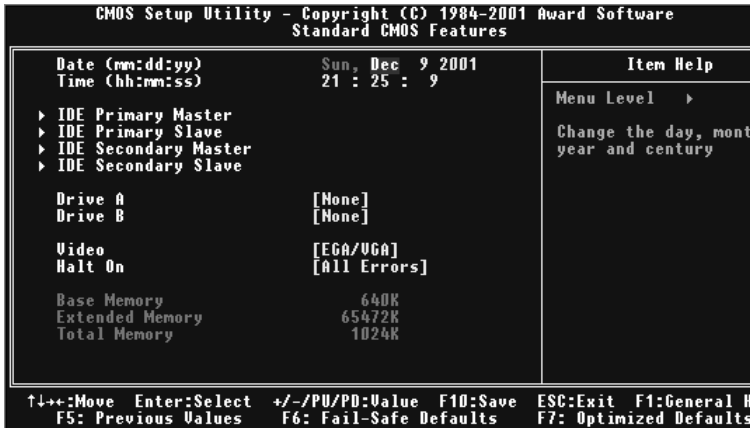 CMOS Setup Utility - Copyright (C) 1984-2001 Award Software
Standard CMOS Features
Date (mm:dd:yy) Sun, Dec 9 2001
Time (hh:mm:ss) 21 : 25 : 9
IDE Primary Master
IDE Primary Slave
IDE Secondary Master
IDE Secondary Slave
Drive A [None]
Drive B [None]
Video [EGA/VGA]
Halt On [All Errors]
Base Memory 640K
Extended Memory 65472K
Total Memory 1024K
Item Help
Menu Level
Change the day, mont
year and century
↑↓→←:Move Enter:Select +/-/PU/PD:Value F10:Save ESC:Exit F1:General H
F5: Previous Values F6: Fail-Safe Defaults F7: Optimized Defaults